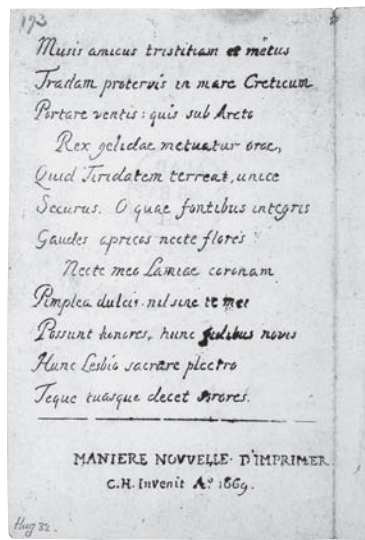 193
Musis amicus tristitiam et metus
Tradam protervis in mare Creticum
Portare ventis: quis sub Arcto
Rex gelidae metuatur orae,
Quid Tiridatem terreat, unice
Securus. O quae fontibus integris
Gaudes apricos necte flores
Necte meo Lamiae coronam
Pimplea dulcis. nil sine te mei
Possunt honores, hunc fidibus novis
Hunc Lesbio sacrare plectro
Teque tuasque decet sorores.
MANIERE NOVVELLE D'IMPRIMER
C.H. Invenit Aº 1669.
Hug 32.